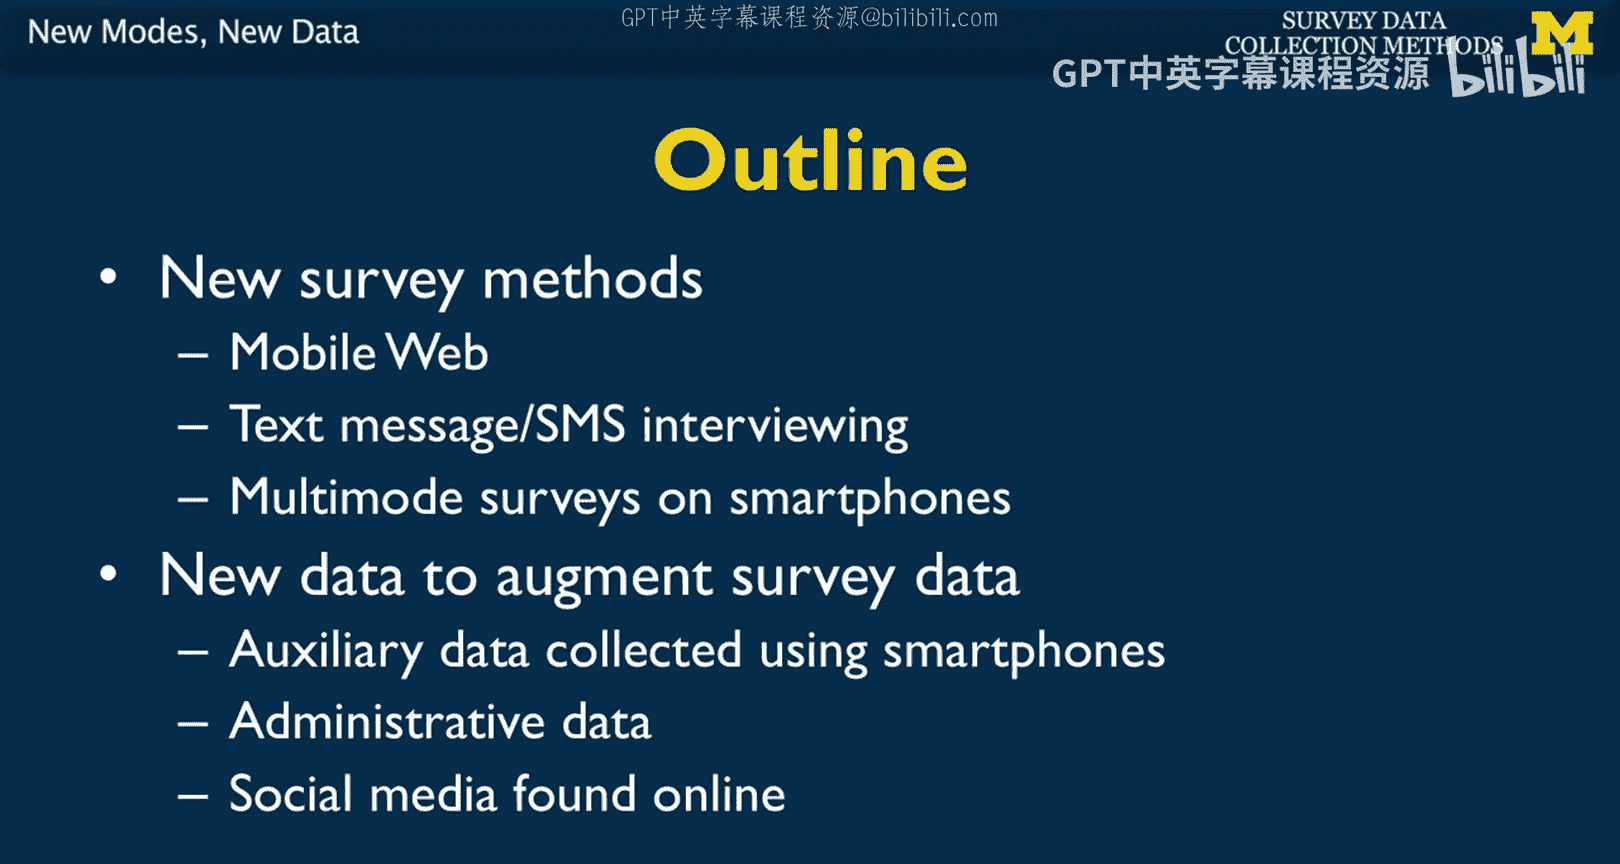 New Modes, New Data
GPT中英字幕课程资源@bilibili.com
SURVEY DATA
COLLECTION METHODS
M
GPT中英字幕课程资源 bilibili
Outline
• New survey methods
– Mobile Web
– Text message/SMS interviewing
– Multimode surveys on smartphones
• New data to augment survey data
– Auxiliary data collected using smartphones
– Administrative data
– Social media found online